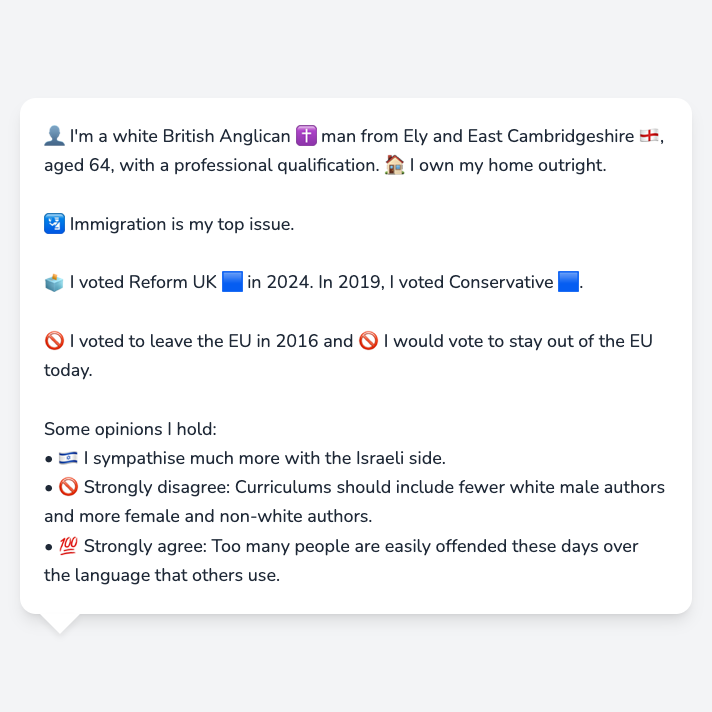 👤 I'm a white British Anglican ✝️ man from Ely and East Cambridgeshire 🏴󠁧󠁢󠁥󠁮󠁧󠁿,
aged 64, with a professional qualification. 🏠 I own my home outright.
🛂 Immigration is my top issue.
🗳️ I voted Reform UK 🟦 in 2024. In 2019, I voted Conservative 🟦.
🚫 I voted to leave the EU in 2016 and 🚫 I would vote to stay out of the EU
today.
Some opinions I hold:
• 🇮🇱 I sympathise much more with the Israeli side.
• 🚫 Strongly disagree: Curriculums should include fewer white male authors
and more female and non-white authors.
• 💯 Strongly agree: Too many people are easily offended these days over
the language that others use.